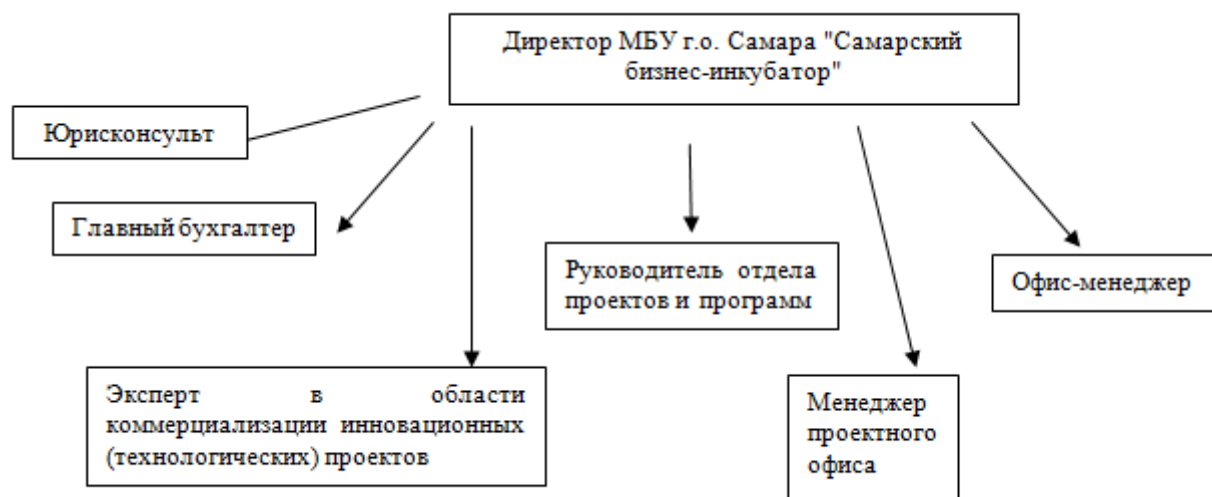 Директор МБУ г.о. Самара "Самарский
бизнес-инкубатор"
Юрисконсульт
Главный бухгалтер
Руководитель отдела
проектов и программ
Офис-менеджер
Эксперт в области
коммерциализации инновационных
(технологических) проектов
Менеджер
проектного
офиса